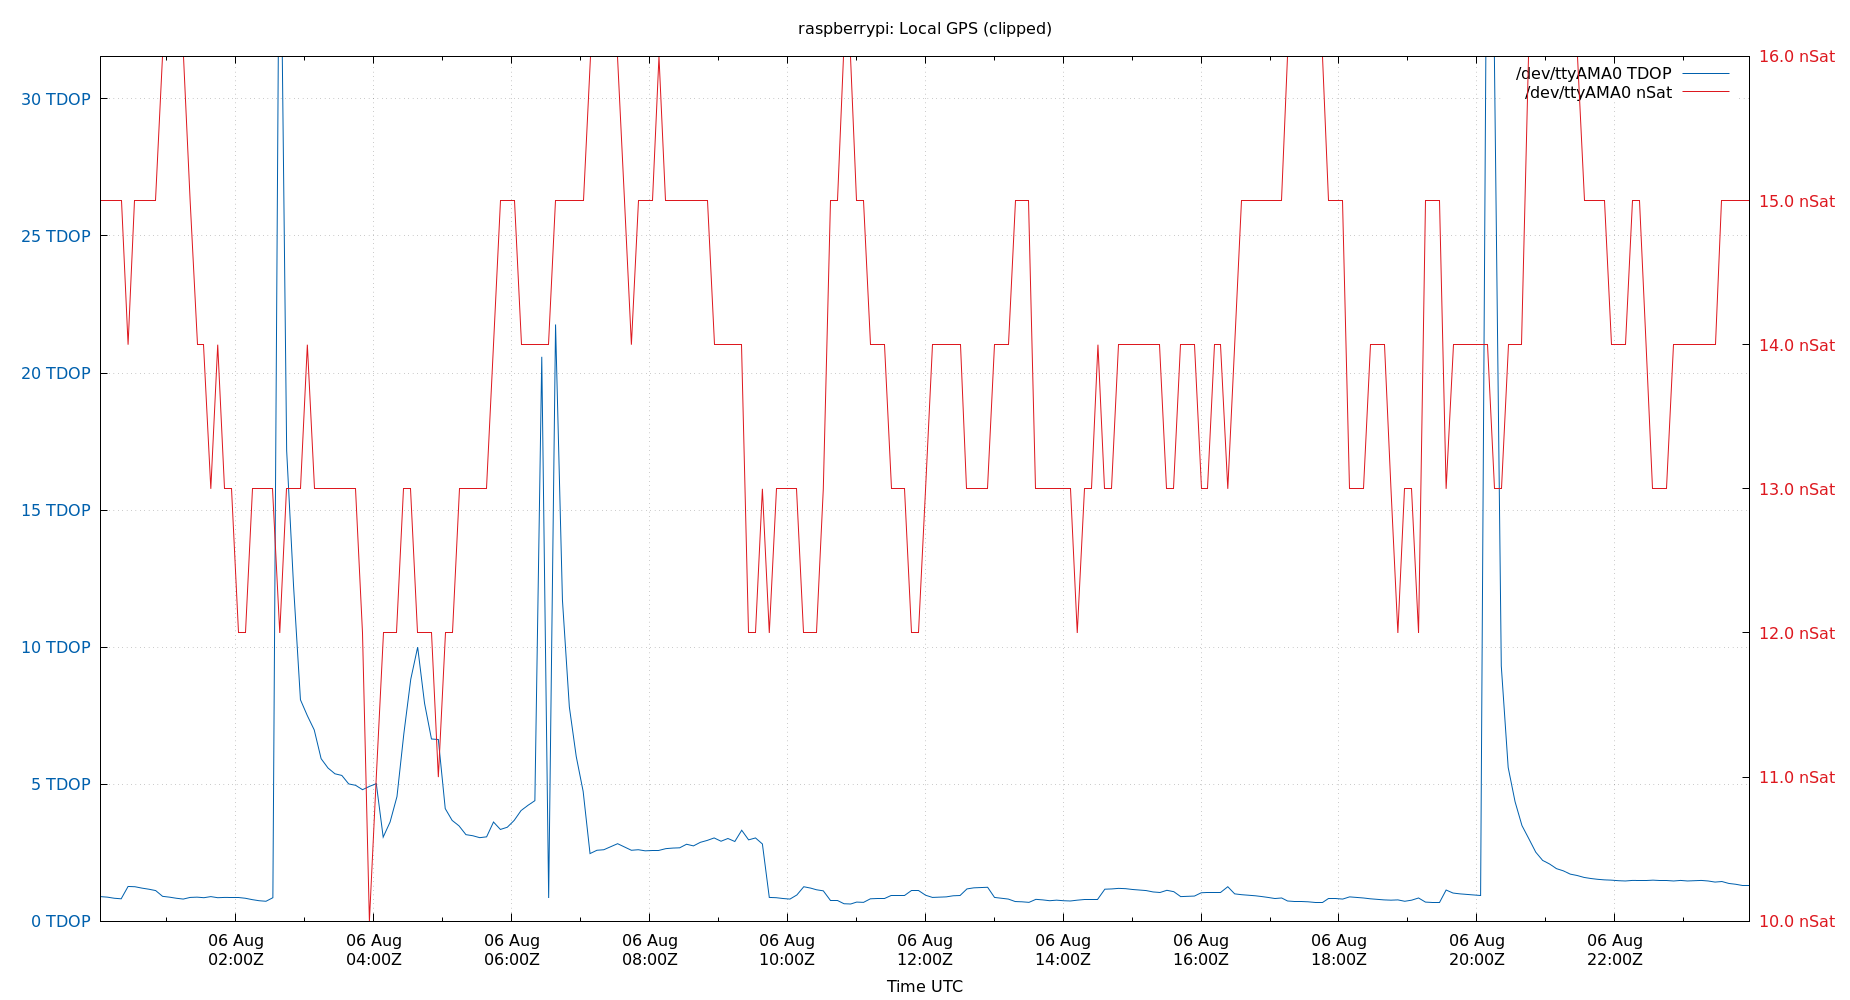 raspberrypi: Local GPS (clipped)
/dev/ttyAMA0 TDOP
/dev/ttyAMA0 nSat
30 TDOP
25 TDOP
20 TDOP
15 TDOP
10 TDOP
5 TDOP
0 TDOP
16.0 nSat
15.0 nSat
14.0 nSat
13.0 nSat
12.0 nSat
11.0 nSat
10.0 nSat
06 Aug
02:00Z
06 Aug
04:00Z
06 Aug
06:00Z
06 Aug
08:00Z
06 Aug
10:00Z
06 Aug
12:00Z
06 Aug
14:00Z
06 Aug
16:00Z
06 Aug
18:00Z
06 Aug
20:00Z
06 Aug
22:00Z
Time UTC